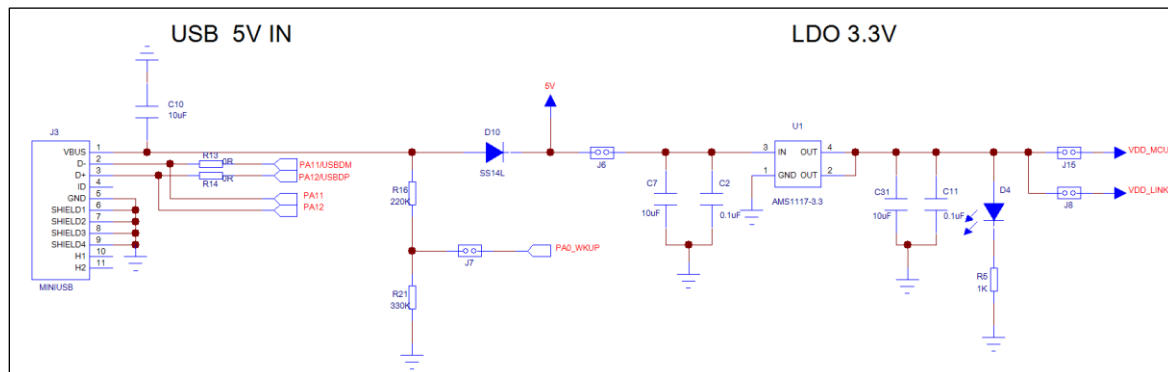 USB 5V IN
LDO 3.3V
C10
10uF
J3
VBUS 1
D- 2
D+ 3
ID 4
GND 5
SHIELD1 6
SHIELD2 7
SHIELD3 8
SHIELD4 9
H1 10
H2 11
MINIUSB
R13
0R
R14
0R
PA11/USBDM
PA12/USBDP
PA11
PA12
R16
220K
R21
330K
J7
PA0_WKUP
D10
SS14L
5V
J6
C7
10uF
C2
0.1uF
U1
3 IN OUT 4
1 GND OUT 2
AMS1117-3.3
C31
10uF
C11
0.1uF
D4
R5
1K
J15
VDD_MCU
J8
VDD_LINK